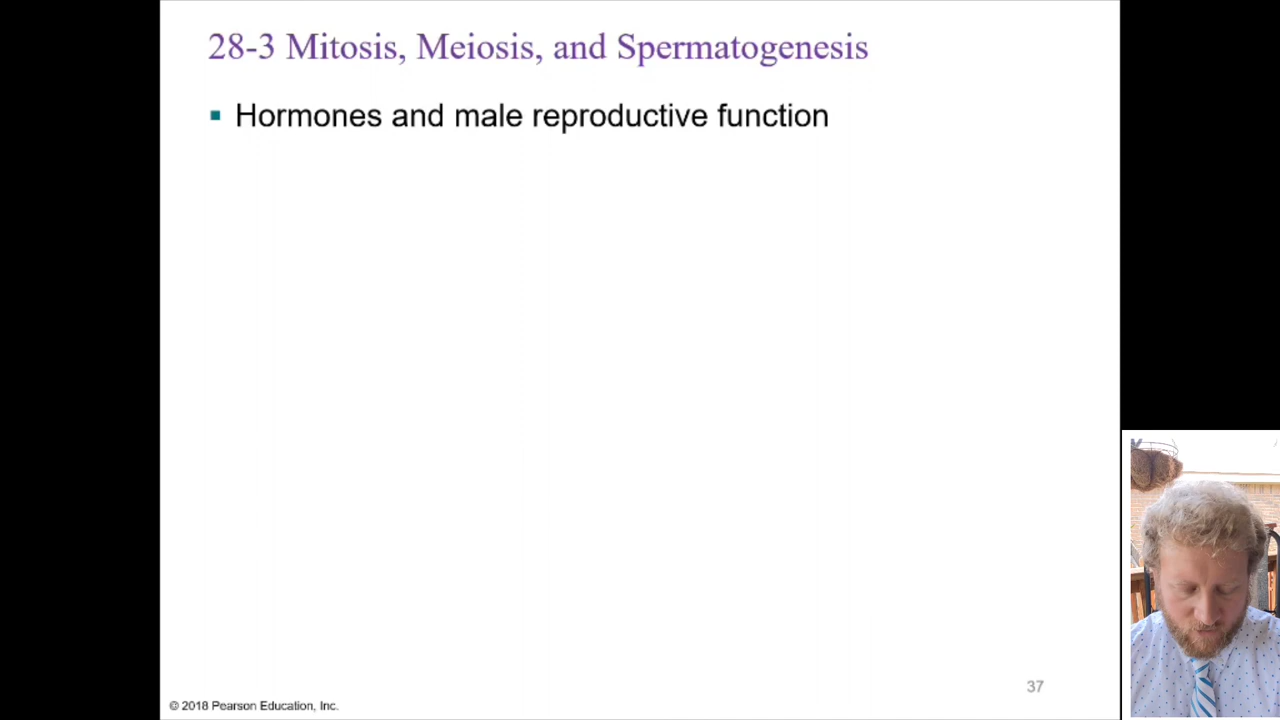 28-3 Mitosis, Meiosis, and Spermatogenesis
▪ Hormones and male reproductive function
37
© 2018 Pearson Education, Inc.